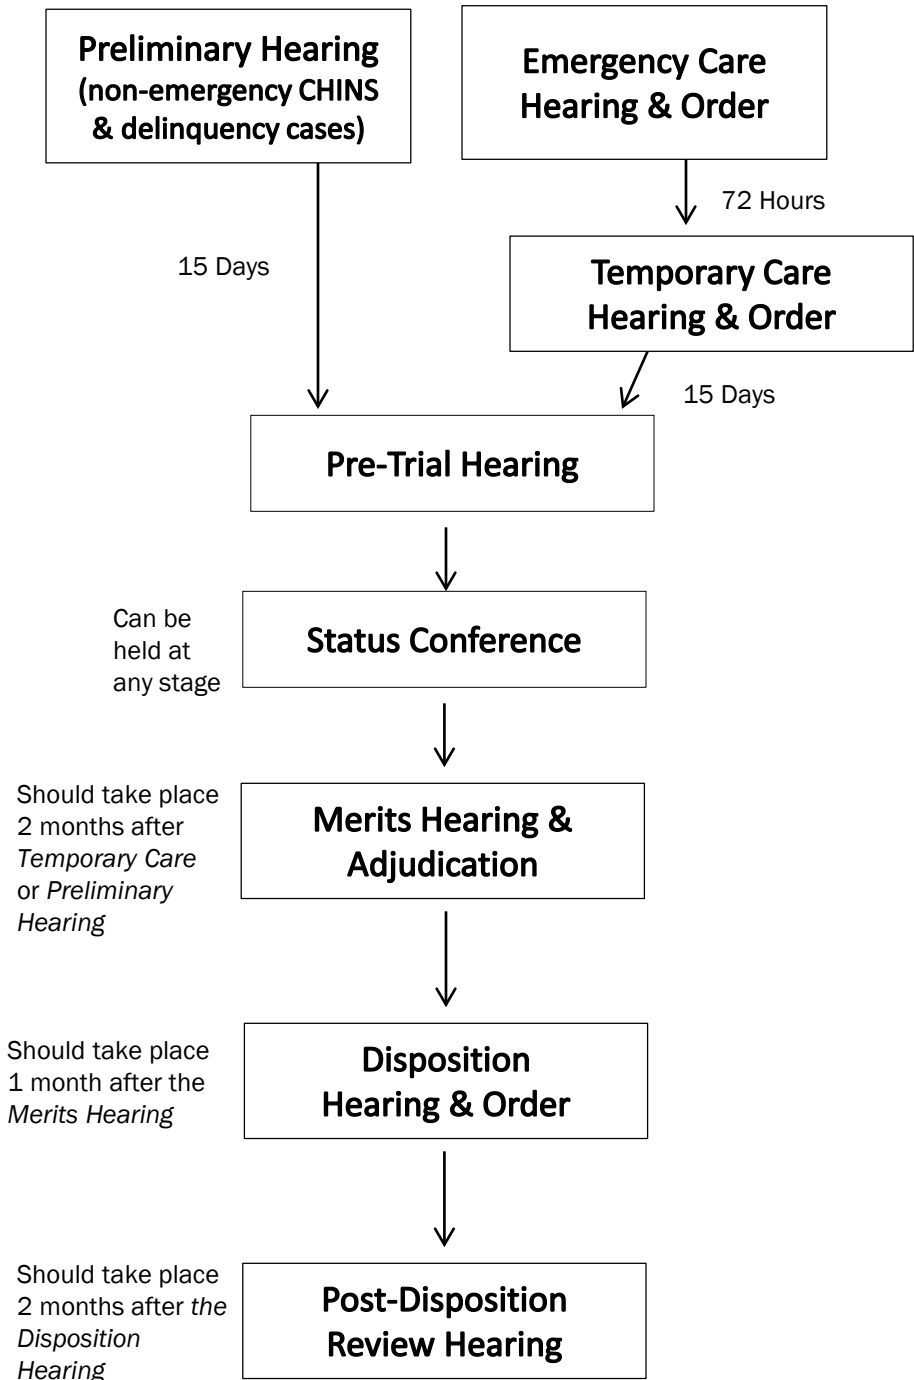 Preliminary Hearing
(non-emergency CHINS
& delinquency cases)
Emergency Care
Hearing & Order
72 Hours
15 Days
Temporary Care
Hearing & Order
15 Days
Pre-Trial Hearing
Can be
held at
any stage
Status Conference
Should take place
2 months after
Temporary Care
or Preliminary
Hearing
Merits Hearing &
Adjudication
Should take place
1 month after the
Merits Hearing
Disposition
Hearing & Order
Should take place
2 months after the
Disposition
Hearing
Post-Disposition
Review Hearing